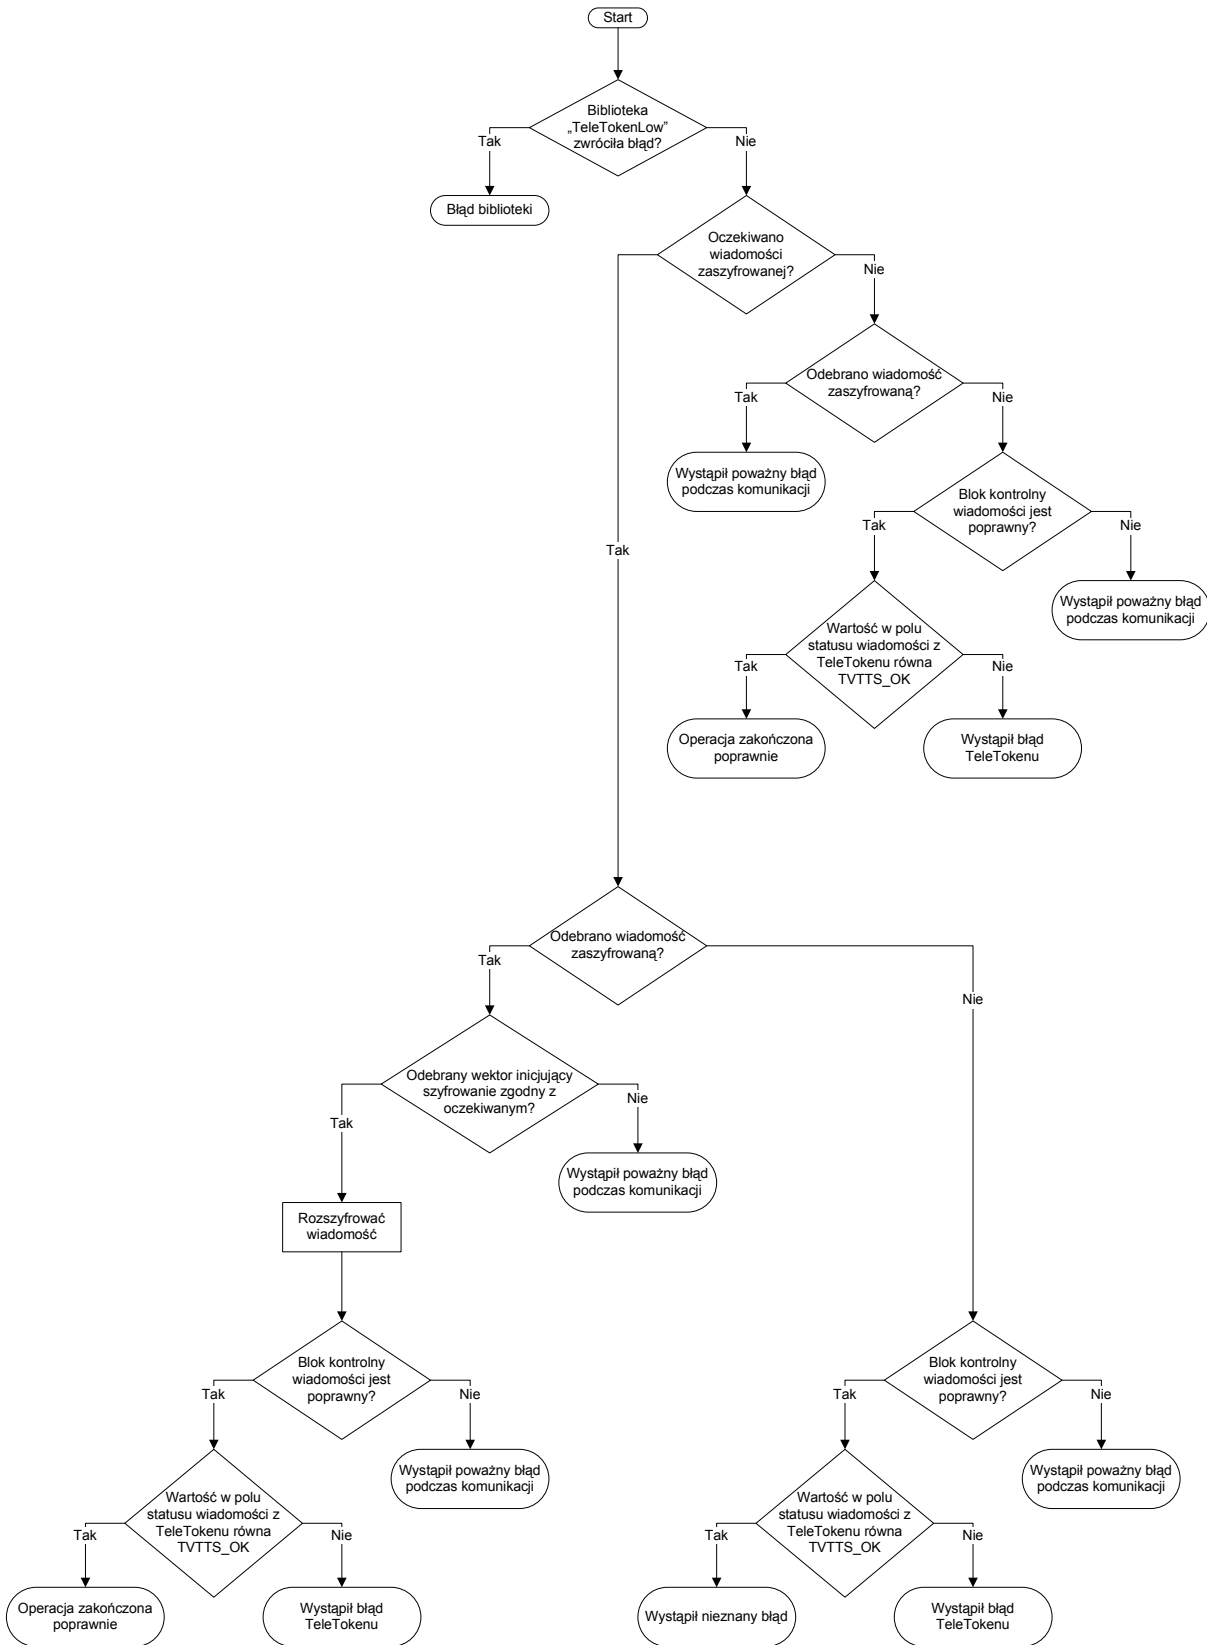 Start
Biblioteka
„TeleTokenLow”
zwróciła błąd?
Tak
Nie
Błąd biblioteki
Oczekiwano
wiadomości
zaszyfrowanej?
Nie
Odebrano wiadomość
zaszyfrowaną?
Tak
Nie
Wystąpił poważny błąd
podczas komunikacji
Blok kontrolny
wiadomości jest
poprawny?
Tak
Nie
Tak
Wystąpił poważny błąd
podczas komunikacji
Wartość w polu
statusu wiadomości z
TeleTokenu równa
TVTTS_OK
Tak
Nie
Operacja zakończona
poprawnie
Wystąpił błąd
TeleTokenu
Odebrano wiadomość
zaszyfrowaną?
Tak
Nie
Odebrany wektor inicjujący
szyfrowanie zgodny z
oczekiwanym?
Tak
Nie
Wystąpił poważny błąd
podczas komunikacji
Rozszyfrować
wiadomość
Blok kontrolny
wiadomości jest
poprawny?
Tak
Nie
Blok kontrolny
wiadomości jest
poprawny?
Tak
Nie
Wystąpił poważny błąd
podczas komunikacji
Wystąpił poważny błąd
podczas komunikacji
Wartość w polu
statusu wiadomości z
TeleTokenu równa
TVTTS_OK
Tak
Nie
Wartość w polu
statusu wiadomości z
TeleTokenu równa
TVTTS_OK
Tak
Nie
Operacja zakończona
poprawnie
Wystąpił błąd
TeleTokenu
Wystąpił nieznany błąd
Wystąpił błąd
TeleTokenu